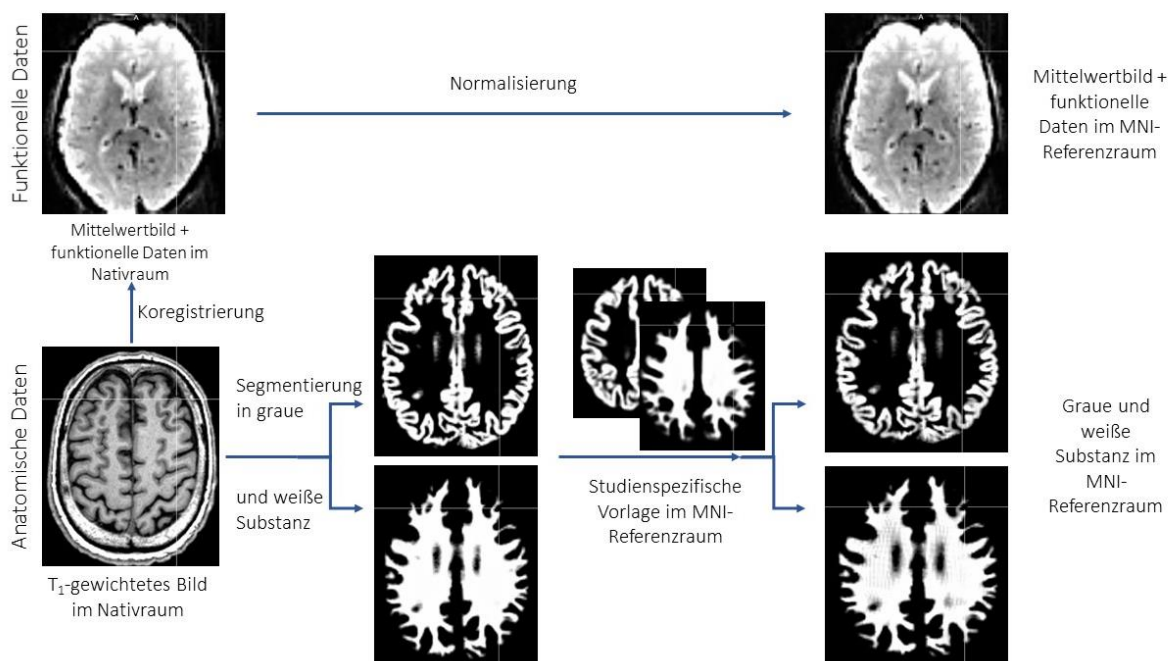 Funktionelle Daten
Normalisierung
Mittelwertbild +
funktionelle
Daten im MNI-
Referenzraum
Mittelwertbild +
funktionelle Daten im
Nativraum
Koregistrierung
Anatomische Daten
Segmentierung
in graue
und weiße
Substanz
Studienspezifische
Vorlage im MNI-
Referenzraum
Graue und
weiße
Substanz im
MNI-
Referenzraum
T₁-gewichtetes Bild
im Nativraum